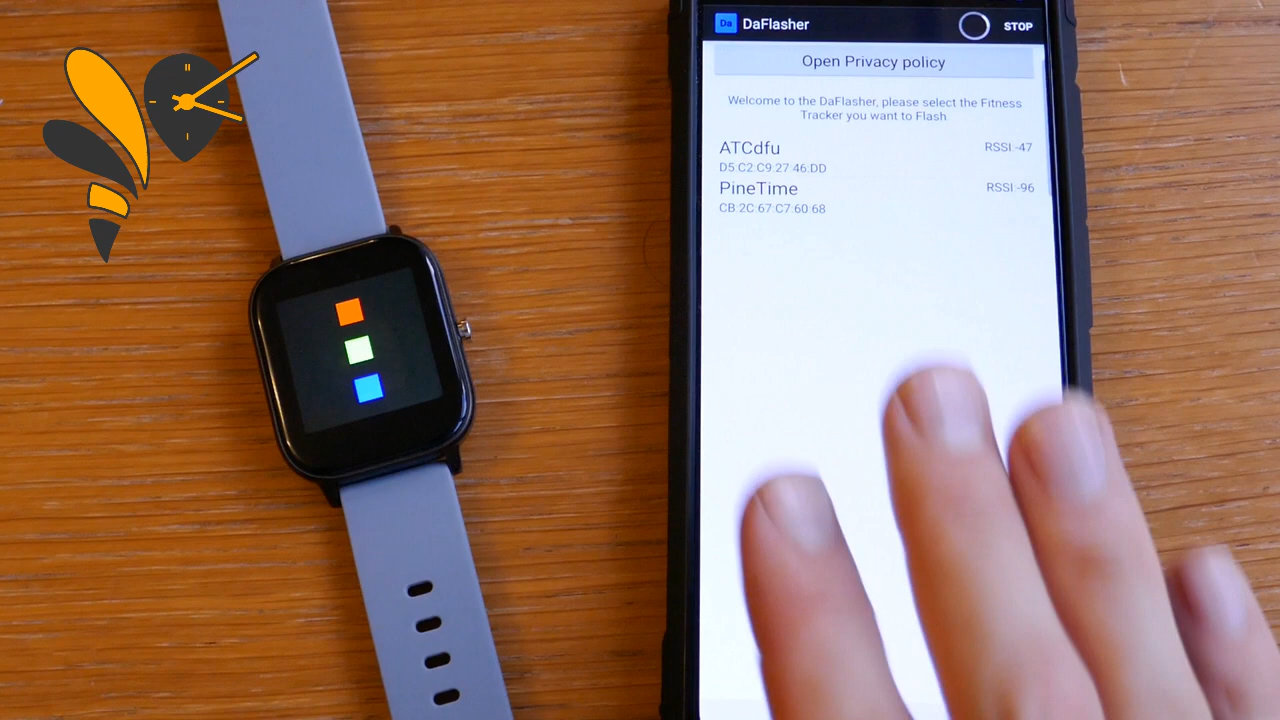 Da DaFlasher STOP
Open Privacy policy
Welcome to the DaFlasher, please select the Fitness
Tracker you want to Flash
ATCdfu RSSI -47
D5:C2:C9:27:46:DD
PineTime RSSI -96
CB:2C:67:C7:60:68